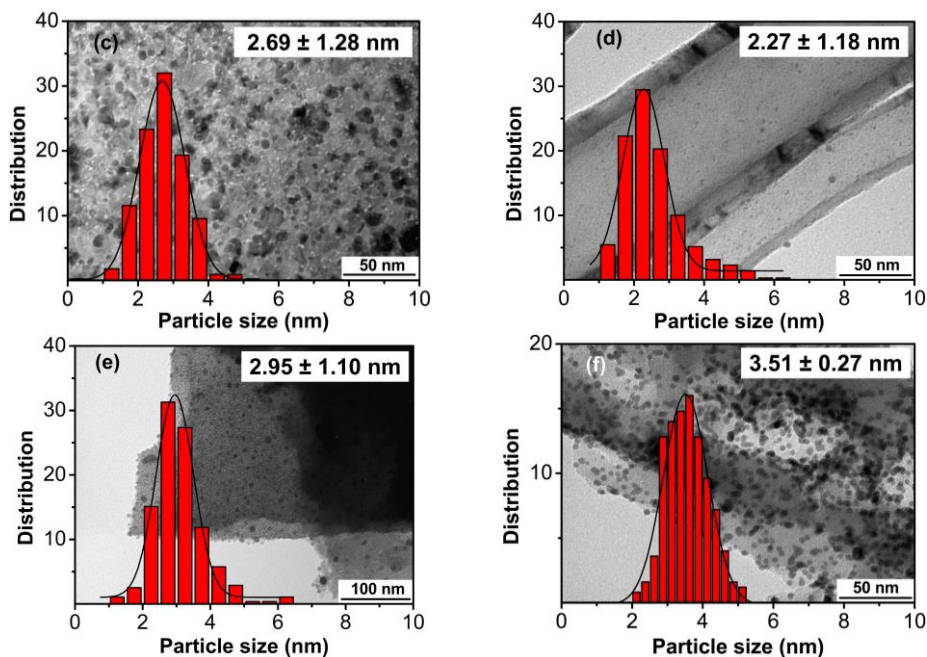 40
(c)
2.69 ± 1.28 nm
30
20
10
Distribution
50 nm
0 2 4 6 8 10
Particle size (nm)
40
(d)
2.27 ± 1.18 nm
30
20
10
Distribution
50 nm
0 2 4 6 8 10
Particle size (nm)
40
(e)
2.95 ± 1.10 nm
30
20
10
0
Distribution
100 nm
0 2 4 6 8 10
Particle size (nm)
20
(f)
3.51 ± 0.27 nm
10
0
Distribution
50 nm
0 2 4 6 8 10
Particle size (nm)